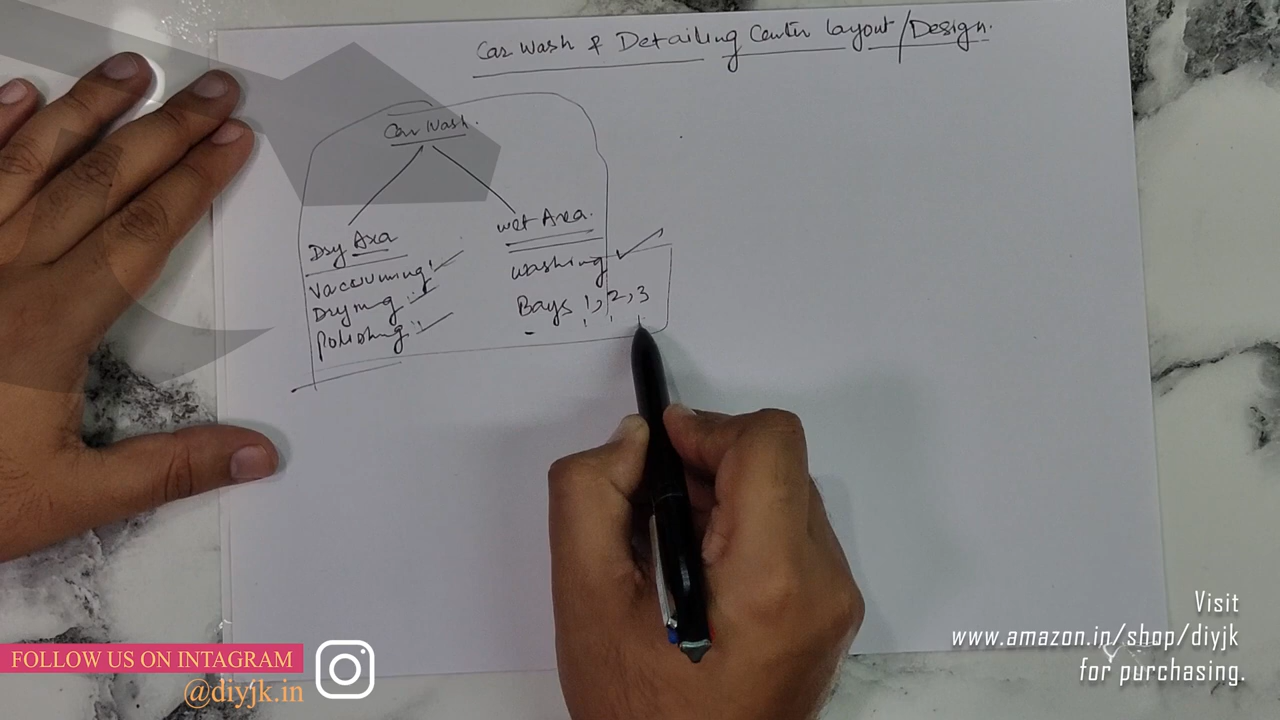 Car Wash & Detailing Center layout/Design.
Car Wash.
Dry Area
Vacuuming
Drying
Polishing
Wet Area.
Washing
Bays 1, 2, 3
FOLLOW US ON INTAGRAM
@diyjk.in
Visit
www.amazon.in/shop/diyjk
for purchasing.